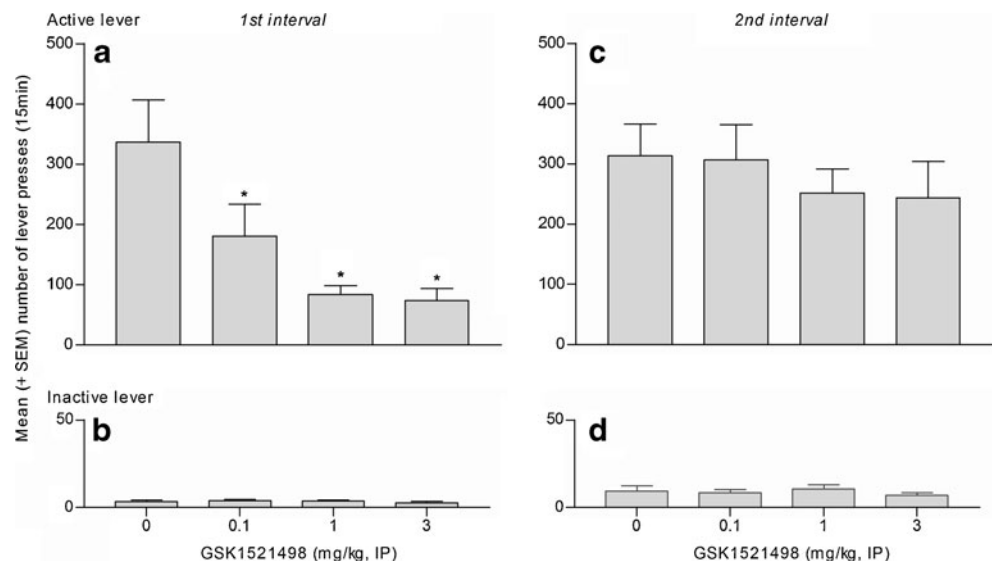 Active lever
1st interval
2nd interval
Mean (+ SEM) number of lever presses (15min)
a
500
400
300
200
100
0
*
*
*
c
500
400
300
200
100
0
Inactive lever
b
50
0
0
0.1
1
3
GSK1521498 (mg/kg, IP)
d
50
0
0
0.1
1
3
GSK1521498 (mg/kg, IP)